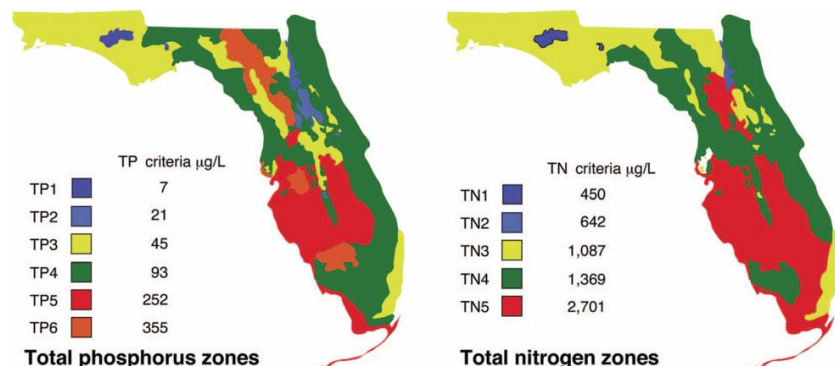 TP criteria µg/L
TP1 7
TP2 21
TP3 45
TP4 93
TP5 252
TP6 355
Total phosphorus zones
TN criteria µg/L
TN1 450
TN2 642
TN3 1,087
TN4 1,369
TN5 2,701
Total nitrogen zones